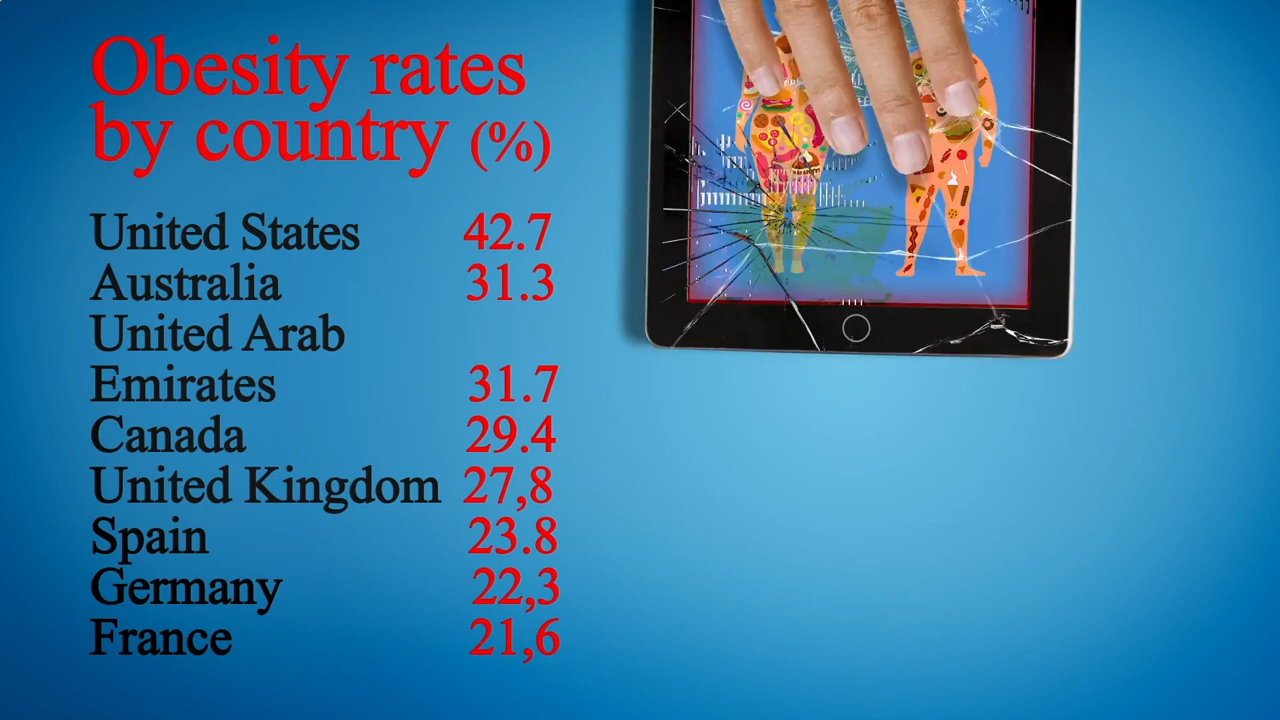 Obesity rates
by country (%)
United States 42.7
Australia 31.3
United Arab
Emirates 31.7
Canada 29.4
United Kingdom 27,8
Spain 23.8
Germany 22,3
France 21,6